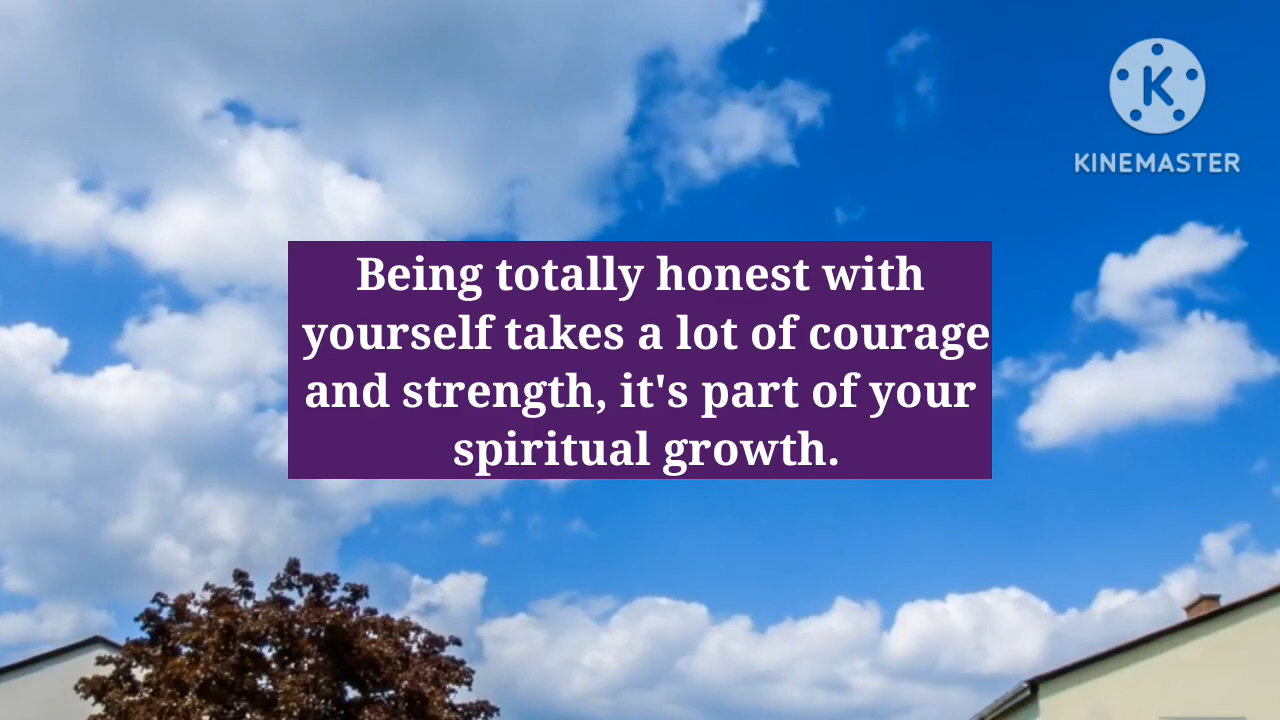 K
KINEMASTER
Being totally honest with
yourself takes a lot of courage
and strength, it's part of your
spiritual growth.